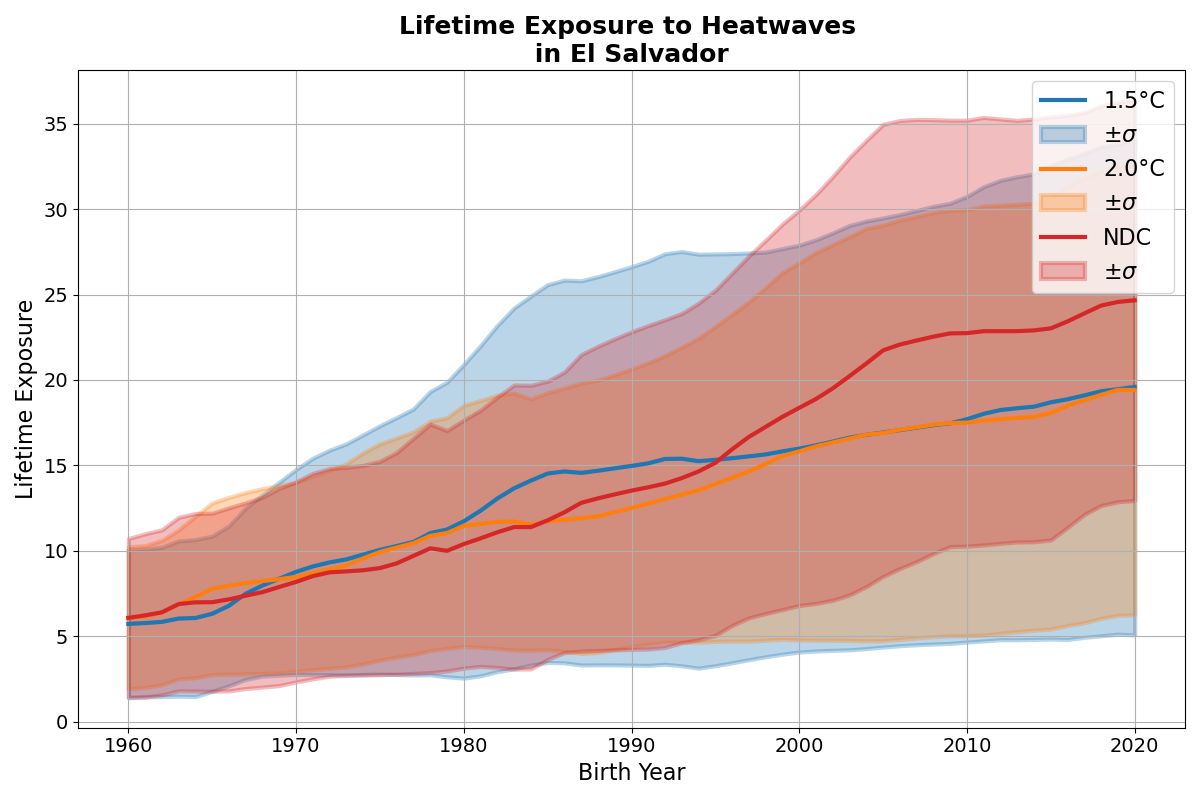 Lifetime Exposure to Heatwaves
in El Salvador
Lifetime Exposure
35
30
25
20
15
10
5
0
1960
1970
1980
1990
2000
2010
2020
Birth Year
1.5°C
±σ
2.0°C
±σ
NDC
±σ